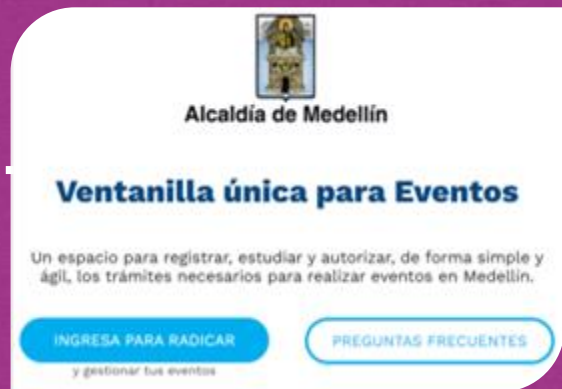 Alcaldía de Medellín
Ventanilla única para Eventos
Un espacio para registrar, estudiar y autorizar, de forma simple y
ágil, los trámites necesarios para realizar eventos en Medellín.
INGRESA PARA RADICAR
PREGUNTAS FRECUENTES
y gestionar tus eventos